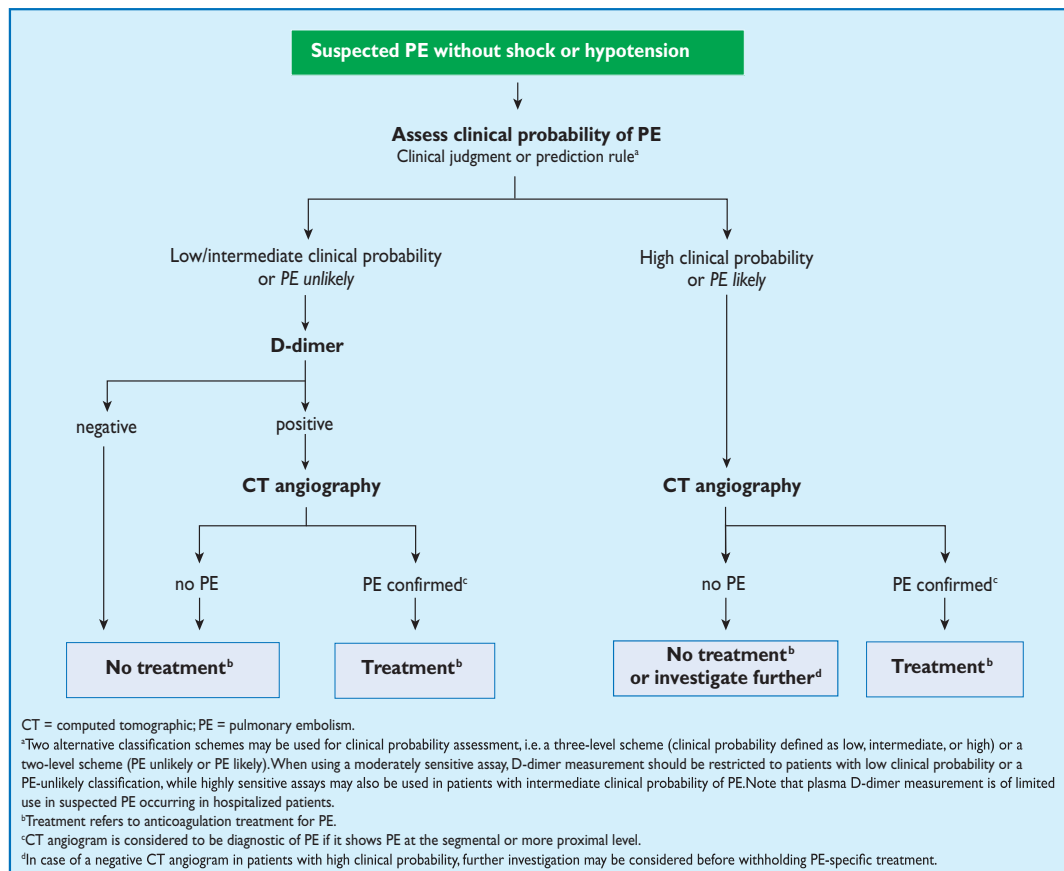 Suspected PE without shock or hypotension
Assess clinical probability of PE
Clinical judgment or prediction ruleᵃ
Low/intermediate clinical probability
or PE unlikely
High clinical probability
or PE likely
D-dimer
negative
positive
CT angiography
CT angiography
no PE
PE confirmedᶜ
no PE
PE confirmedᶜ
No treatmentᵇ
Treatmentᵇ
No treatmentᵇ
or investigate furtherᵈ
Treatmentᵇ
CT = computed tomographic; PE = pulmonary embolism.
ᵃTwo alternative classification schemes may be used for clinical probability assessment, i.e. a three-level scheme (clinical probability defined as low, intermediate, or high) or a
two-level scheme (PE unlikely or PE likely). When using a moderately sensitive assay, D-dimer measurement should be restricted to patients with low clinical probability or a
PE-unlikely classification, while highly sensitive assays may also be used in patients with intermediate clinical probability of PE. Note that plasma D-dimer measurement is of limited
use in suspected PE occurring in hospitalized patients.
ᵇTreatment refers to anticoagulation treatment for PE.
ᶜCT angiogram is considered to be diagnostic of PE if it shows PE at the segmental or more proximal level.
ᵈIn case of a negative CT angiogram in patients with high clinical probability, further investigation may be considered before withholding PE-specific treatment.